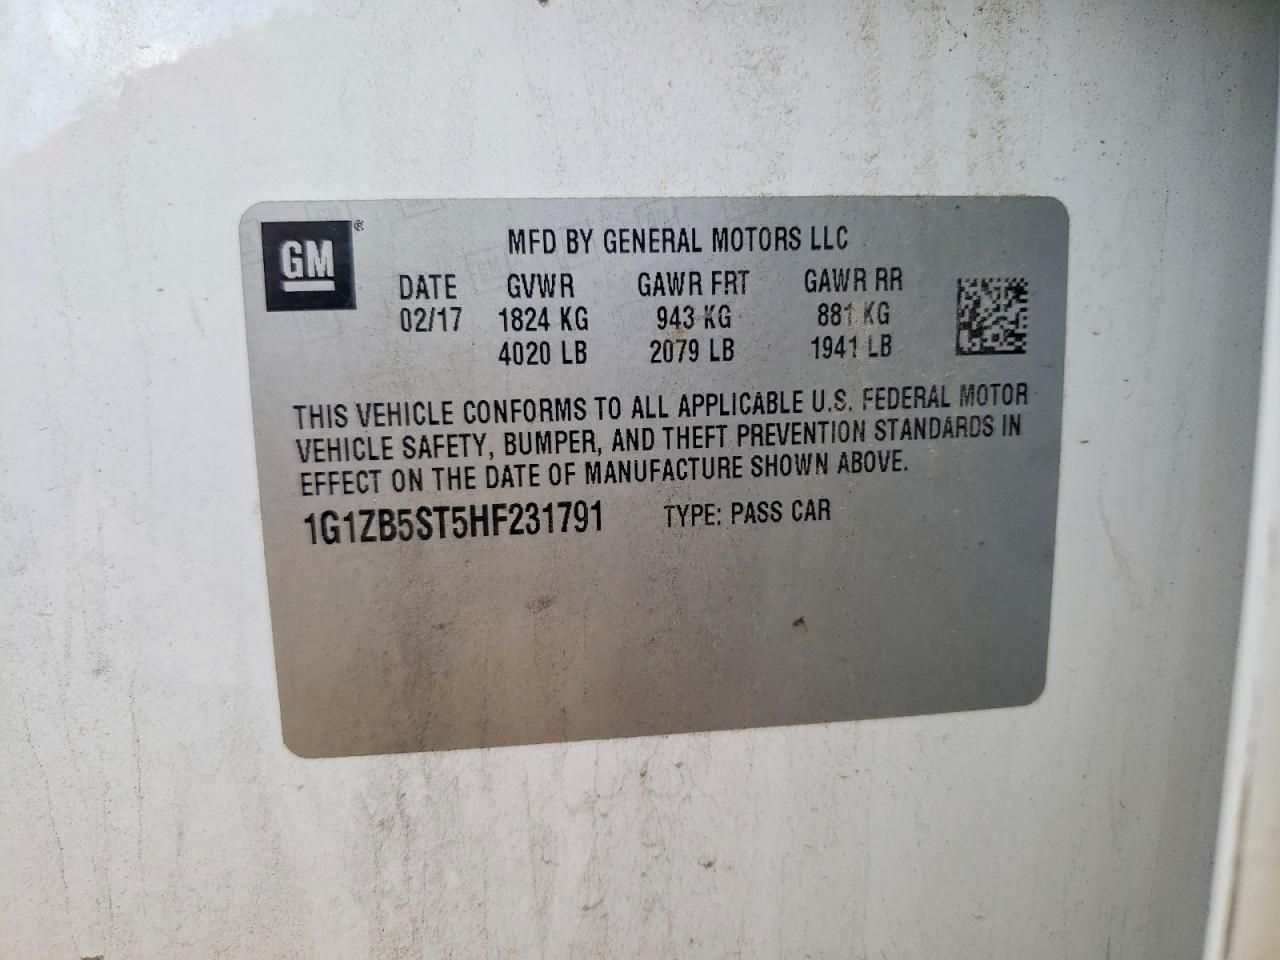 GM
MFD BY GENERAL MOTORS LLC
DATE GVWR GAWR FRT GAWR RR
02/17 1824 KG 943 KG 881 KG
4020 LB 2079 LB 1941 LB
THIS VEHICLE CONFORMS TO ALL APPLICABLE U.S. FEDERAL MOTOR
VEHICLE SAFETY, BUMPER, AND THEFT PREVENTION STANDARDS IN
EFFECT ON THE DATE OF MANUFACTURE SHOWN ABOVE.
1G1ZB5ST5HF231791 TYPE: PASS CAR